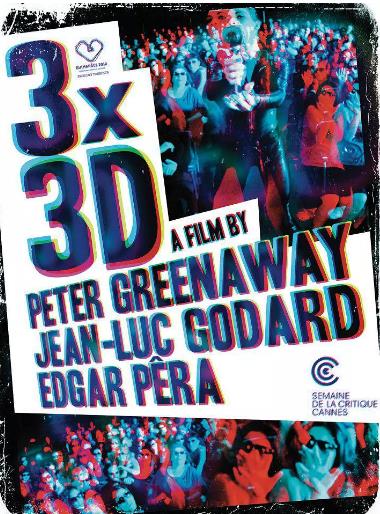 3x
3D
A FILM BY
PETER GREENAWAY
JEAN-LUC GODARD
EDGAR PÊRA
SEMAINE
DE LA CRITIQUE
CANNES